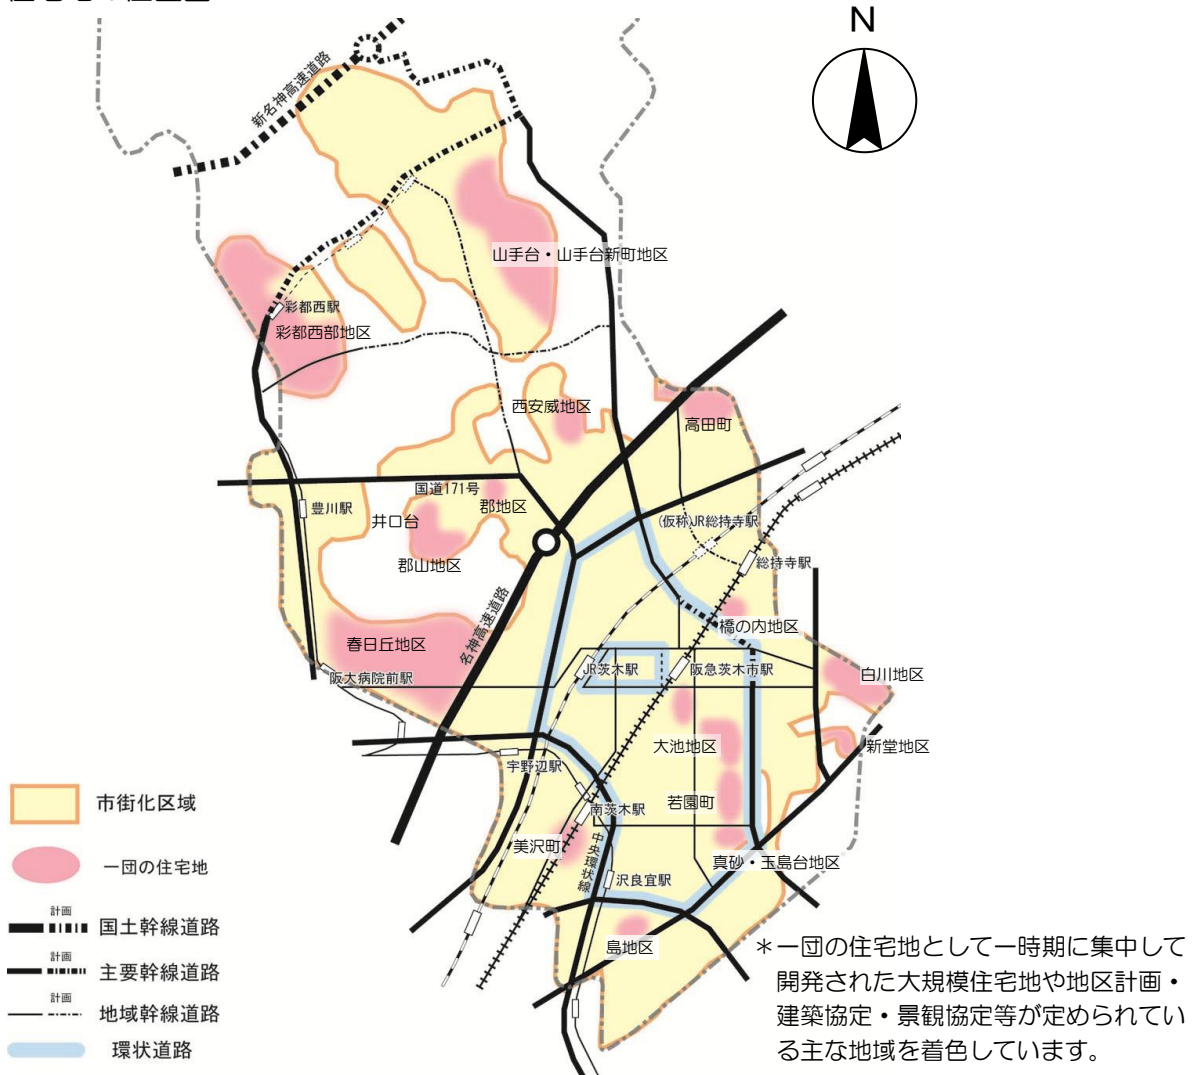 N
新名神高速道路
山手台・山手台新町地区
彩都西駅
彩都西部地区
西安威地区
高田町
国道171号
郡地区
豊川駅
井口台
(仮称)JR総持寺駅
郡山地区
総持寺駅
名神高速道路
橋の内地区
春日丘地区
JR茨木駅
阪急茨木市駅
阪大病院前駅
白川地区
大池地区
新堂地区
宇野辺駅
若園町
南茨木駅
美沢町
中央環状線
真砂・玉島台地区
沢良宜駅
島地区
市街化区域
一団の住宅地
計画
国土幹線道路
計画
主要幹線道路
計画
地域幹線道路
環状道路
＊一団の住宅地として一時期に集中して
開発された大規模住宅地や地区計画・
建築協定・景観協定等が定められてい
る主な地域を着色しています。